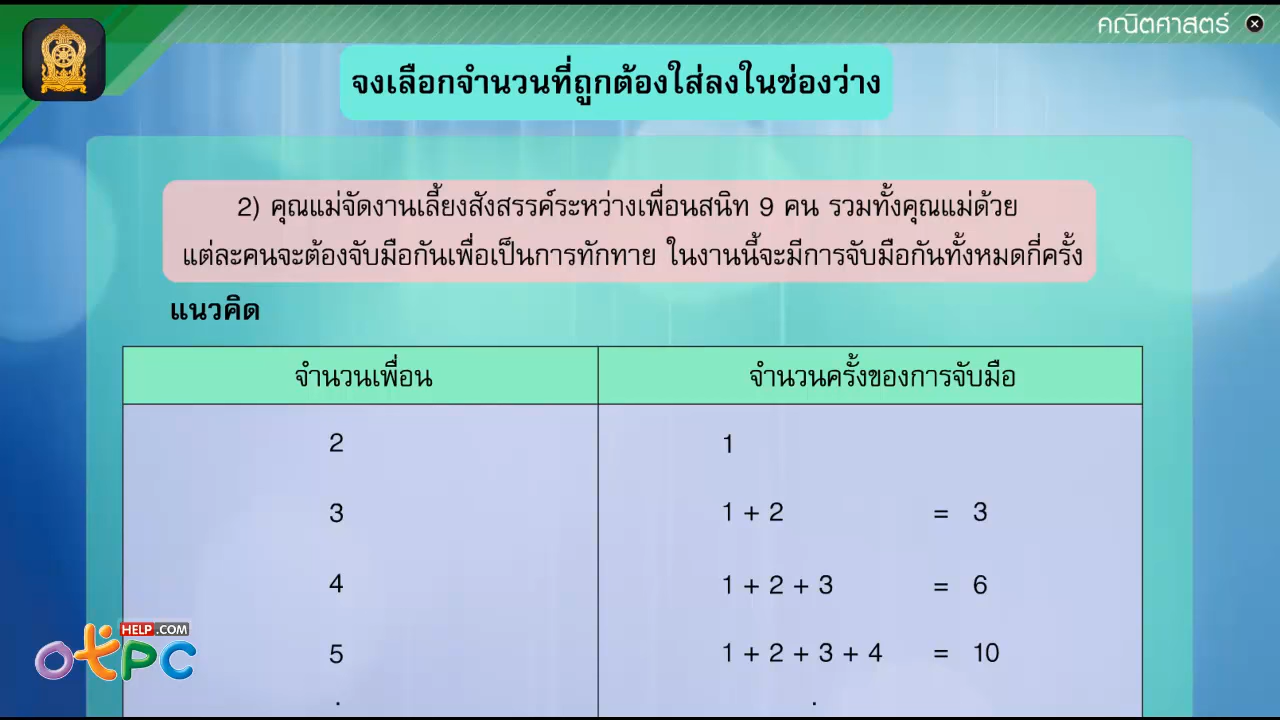 คณิตศาสตร์
จงเลือกจำนวนที่ถูกต้องใส่ลงในช่องว่าง
2) คุณแม่จัดงานเลี้ยงสังสรรค์ระหว่างเพื่อนสนิท 9 คน รวมทั้งคุณแม่ด้วย
แต่ละคนจะต้องจับมือกันเพื่อเป็นการทักทาย ในงานนี้จะมีการจับมือกันทั้งหมดกี่ครั้ง
แนวคิด
จำนวนเพื่อน จำนวนครั้งของการจับมือ
2 1
3 1 + 2 = 3
4 1 + 2 + 3 = 6
5 1 + 2 + 3 + 4 = 10
. .
HELP.COM
OTPC